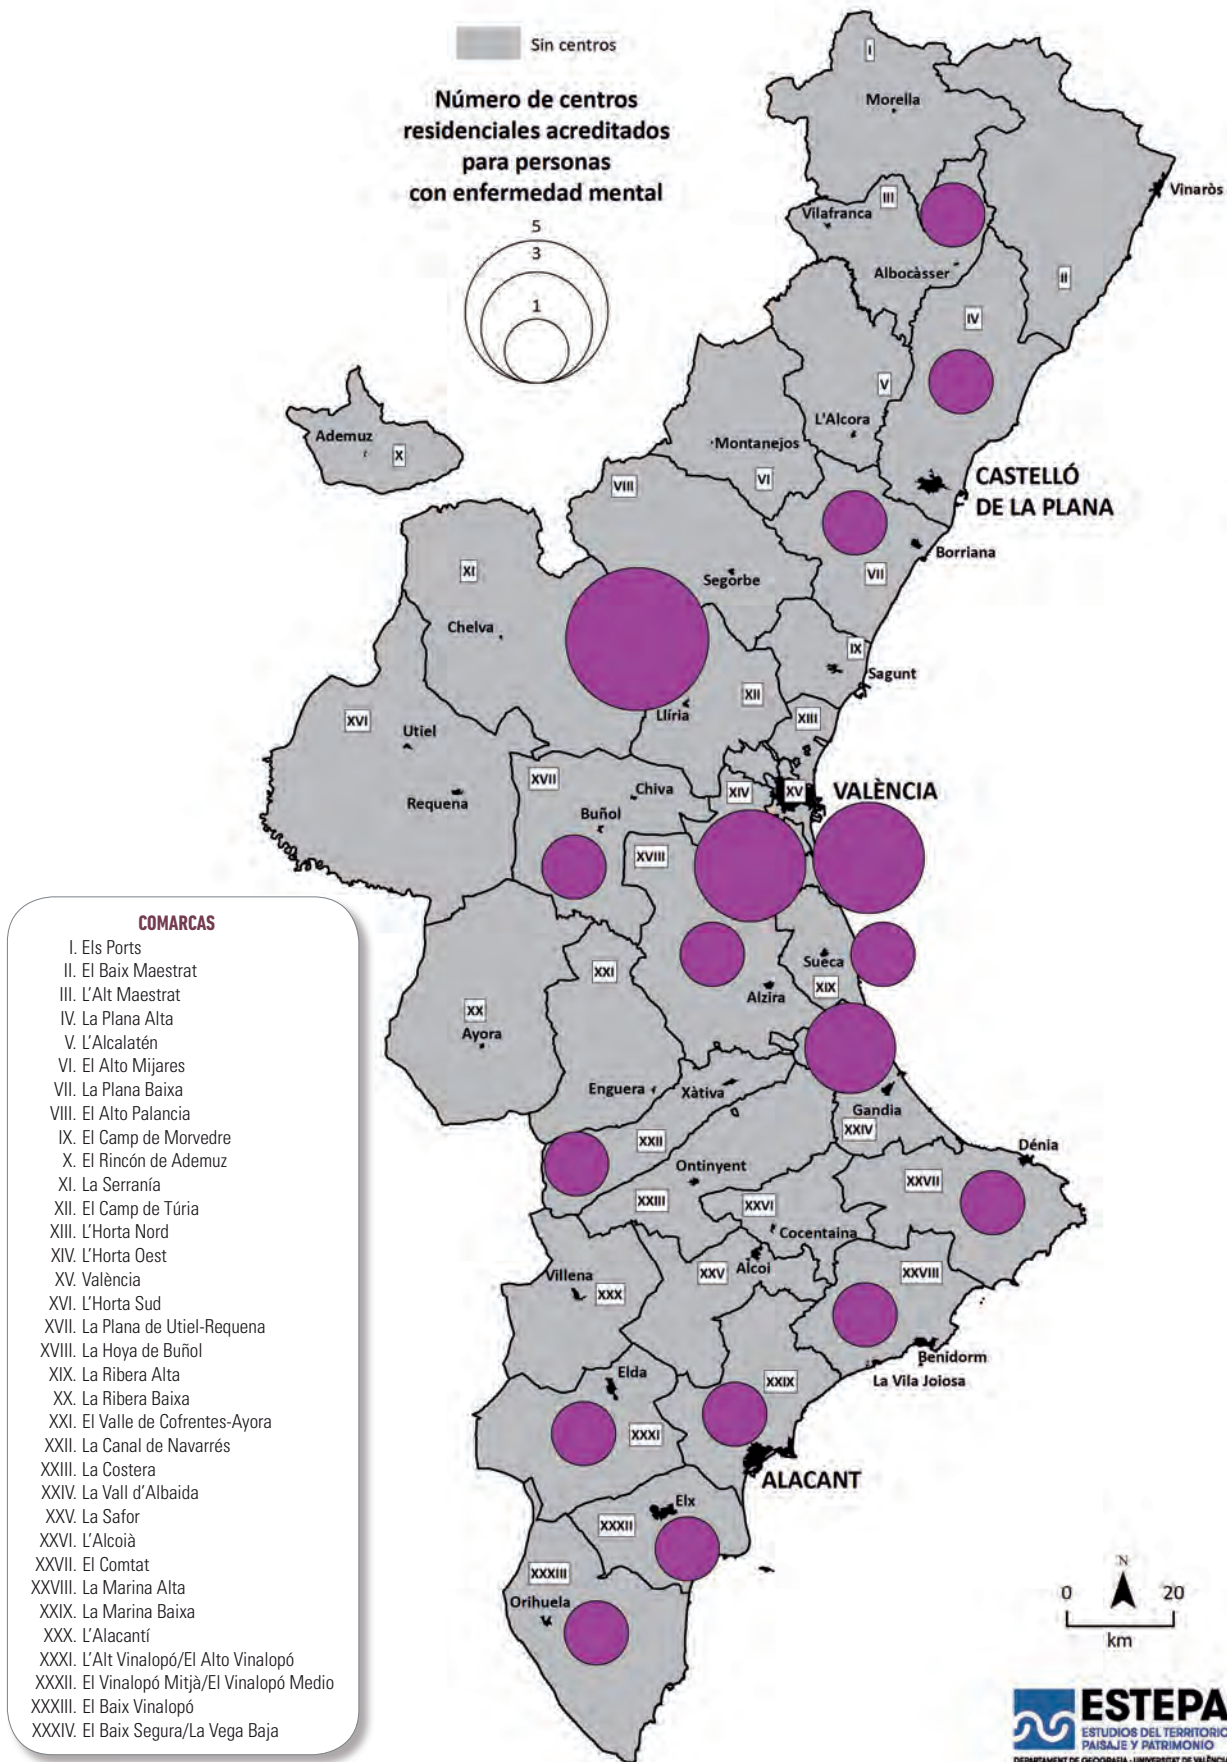 Sin centros
Número de centros
residenciales acreditados
para personas
con enfermedad mental
5
3
1
I
Morella
Vinaròs
III
Vilafranca
Albocàsser
II
IV
V
L'Alcora
Ademuz
X
Montanejos
VI
VIII
CASTELLÓ
DE LA PLANA
Borriana
VII
XI
Segorbe
Chelva
IX
Sagunt
XII
Llíria
XIII
XVI
Utiel
Requena
XVII
Chiva
Buñol
XIV
XV
VALÈNCIA
XVIII
Sueca
XIX
Alzira
XXI
XX
Ayora
Enguera
Xàtiva
Gandia
XXIV
Dénia
XXII
Ontinyent
XXIII
XXVI
Cocentaina
XXVII
XXV
Alcoi
XXVIII
Villena
XXX
Benidorm
La Vila Joiosa
Elda
XXIX
XXXI
ALACANT
Elx
XXXII
XXXIII
Orihuela
COMARCAS
I. Els Ports
II. El Baix Maestrat
III. L'Alt Maestrat
IV. La Plana Alta
V. L'Alcalatén
VI. El Alto Mijares
VII. La Plana Baixa
VIII. El Alto Palancia
IX. El Camp de Morvedre
X. El Rincón de Ademuz
XI. La Serranía
XII. El Camp de Túria
XIII. L'Horta Nord
XIV. L'Horta Oest
XV. València
XVI. L'Horta Sud
XVII. La Plana de Utiel-Requena
XVIII. La Hoya de Buñol
XIX. La Ribera Alta
XX. La Ribera Baixa
XXI. El Valle de Cofrentes-Ayora
XXII. La Canal de Navarrés
XXIII. La Costera
XXIV. La Vall d'Albaida
XXV. La Safor
XXVI. L'Alcoià
XXVII. El Comtat
XXVIII. La Marina Alta
XXIX. La Marina Baixa
XXX. L'Alacantí
XXXI. L'Alt Vinalopó/El Alto Vinalopó
XXXII. El Vinalopó Mitjà/El Vinalopó Medio
XXXIII. El Baix Vinalopó
XXXIV. El Baix Segura/La Vega Baja
N
0 20
km
ESTEPA
ESTUDIOS DEL TERRITORIO
PAISAJE Y PATRIMONIO
DEPARTAMENT DE GEOGRAFIA - UNIVERSITAT DE VALÈNCIA